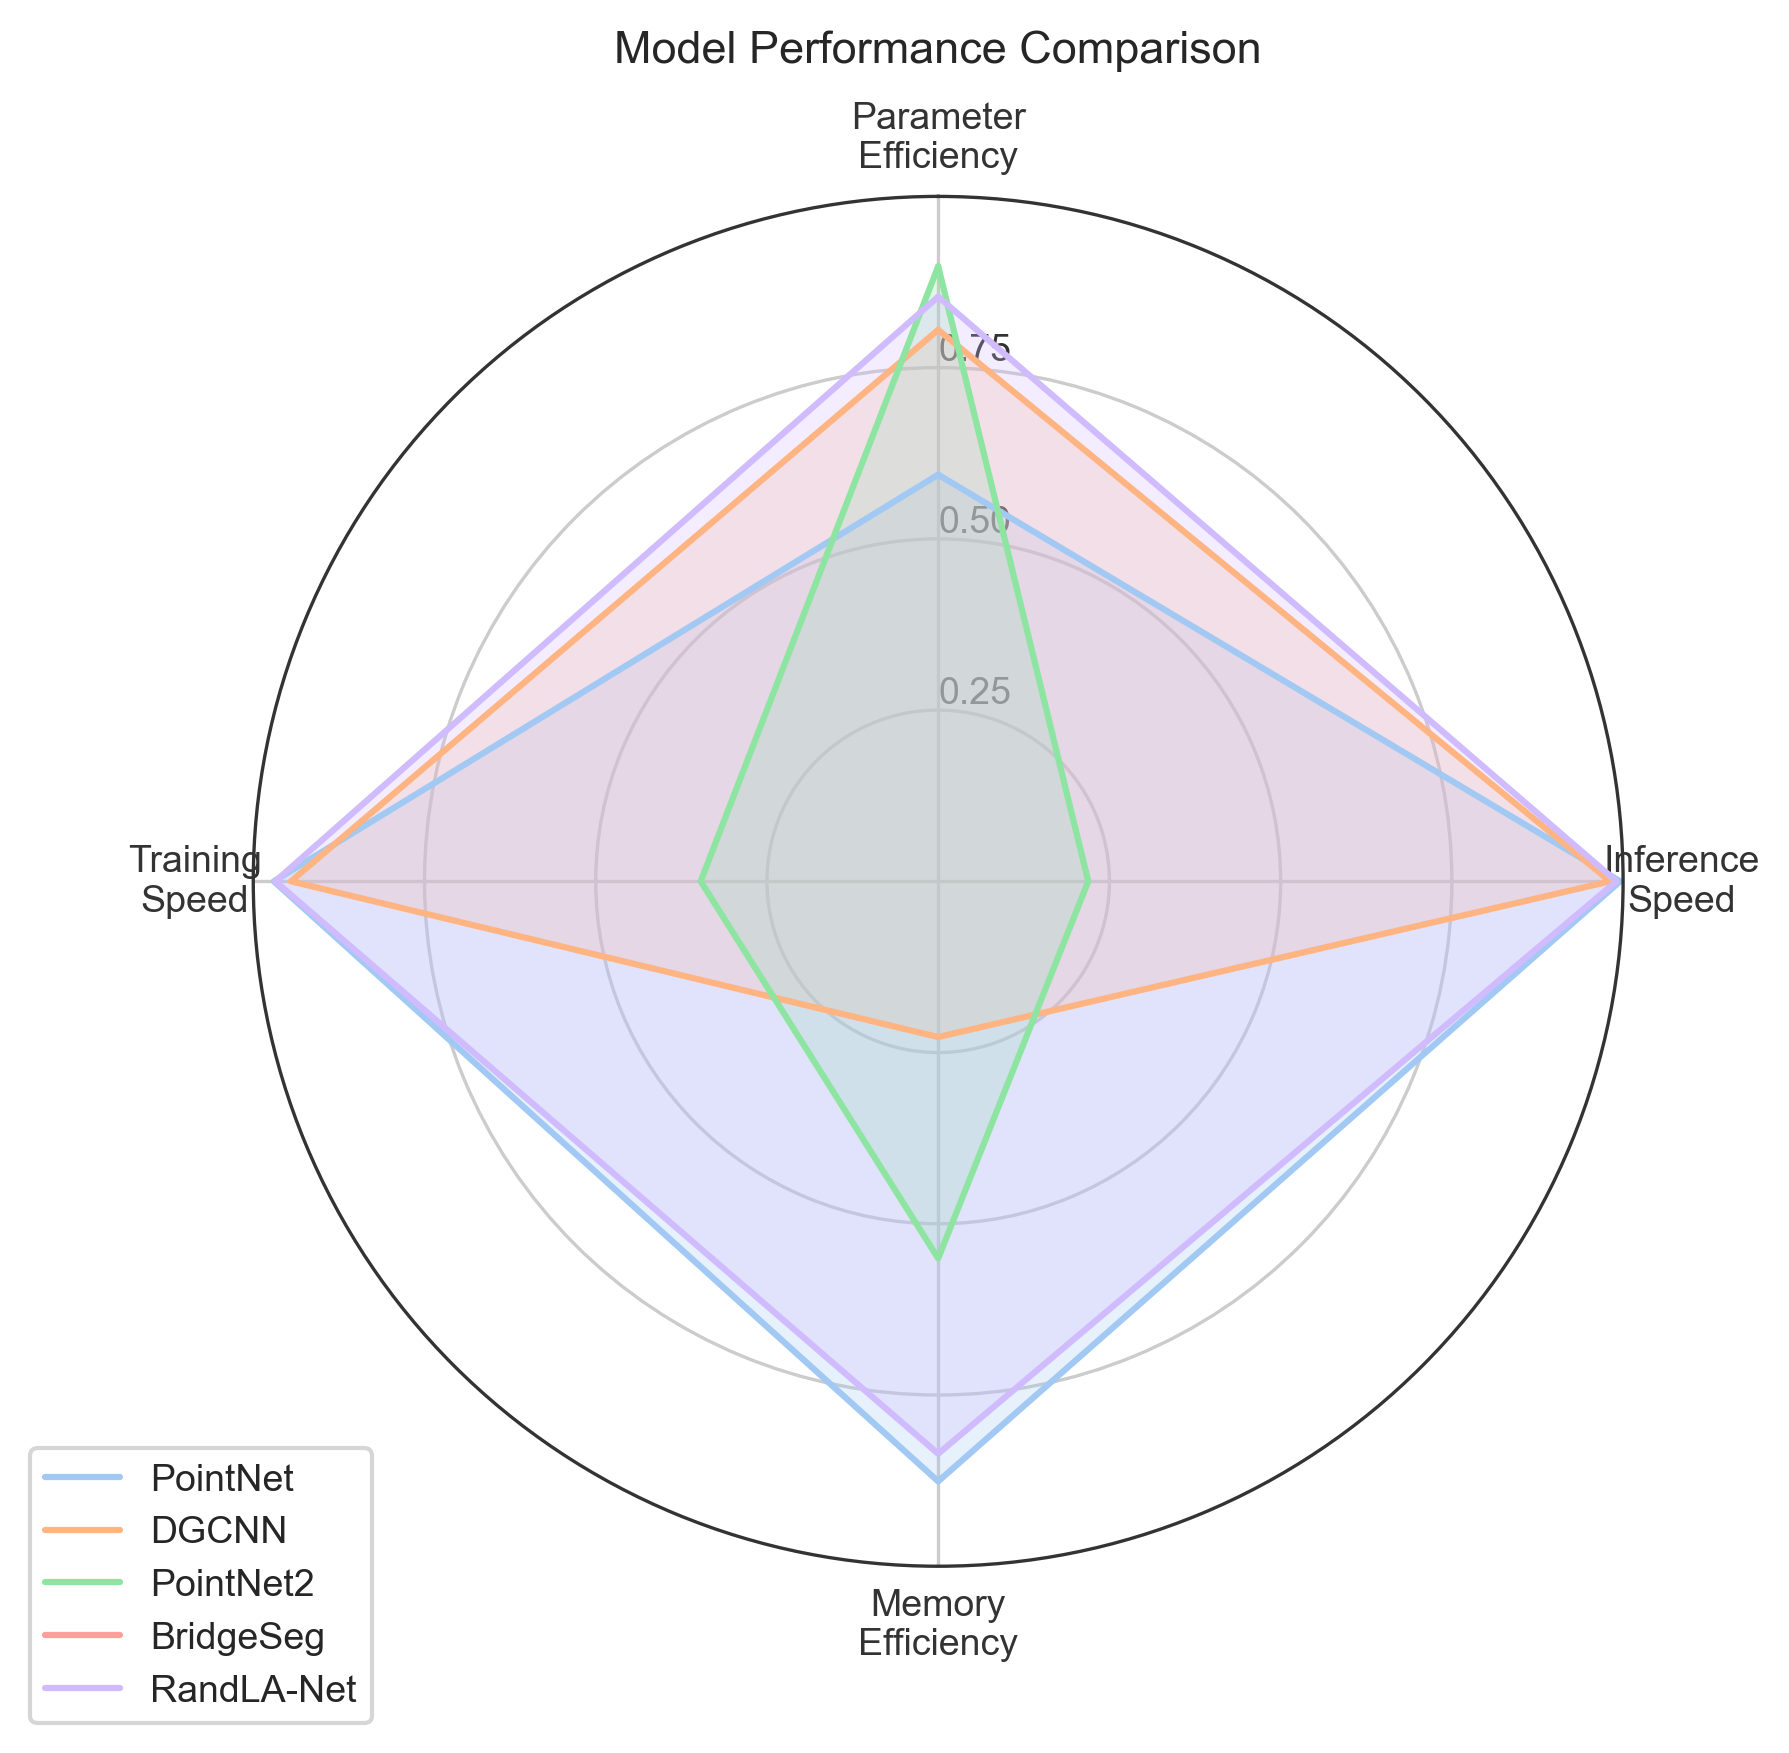 Model Performance Comparison
Parameter
Efficiency
0.75
0.50
0.25
Training
Speed
Inference
Speed
Memory
Efficiency
PointNet
DGCNN
PointNet2
BridgeSeg
RandLA-Net